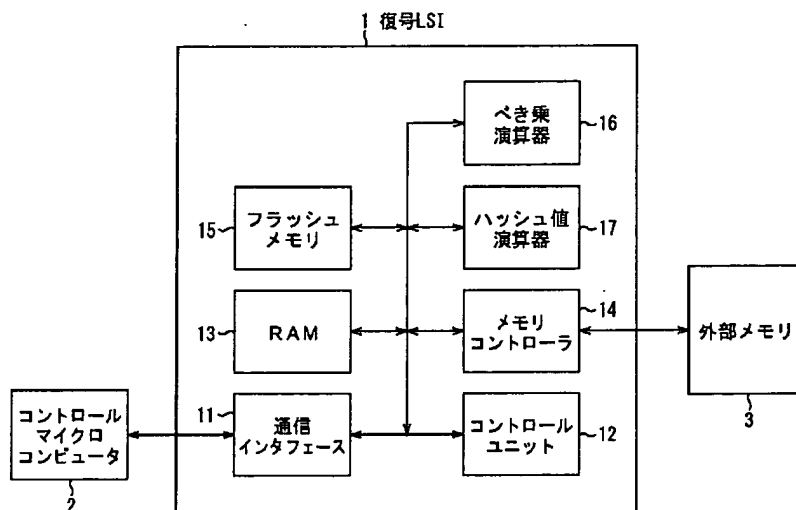 1 復号LSI
べき乗
演算器
16
15
フラッシュ
メモリ
ハッシュ値
演算器
17
13
RAM
14
メモリ
コントローラ
外部メモリ
3
11
通信
インタフェース
コントロール
ユニット
12
コントロール
マイクロ
コンピュータ
2